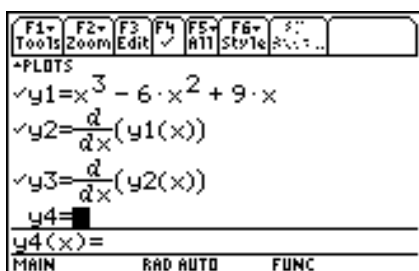 F1▾ Tools F2▾ Zoom F3 Edit F4 ✓ F5▾ All F6▾ Style
▴PLOTS
✓y1=x³ - 6·x² + 9·x
✓y2=d/dx(y1(x))
✓y3=d/dx(y2(x))
y4=
y4(x)=
MAIN RAD AUTO FUNC